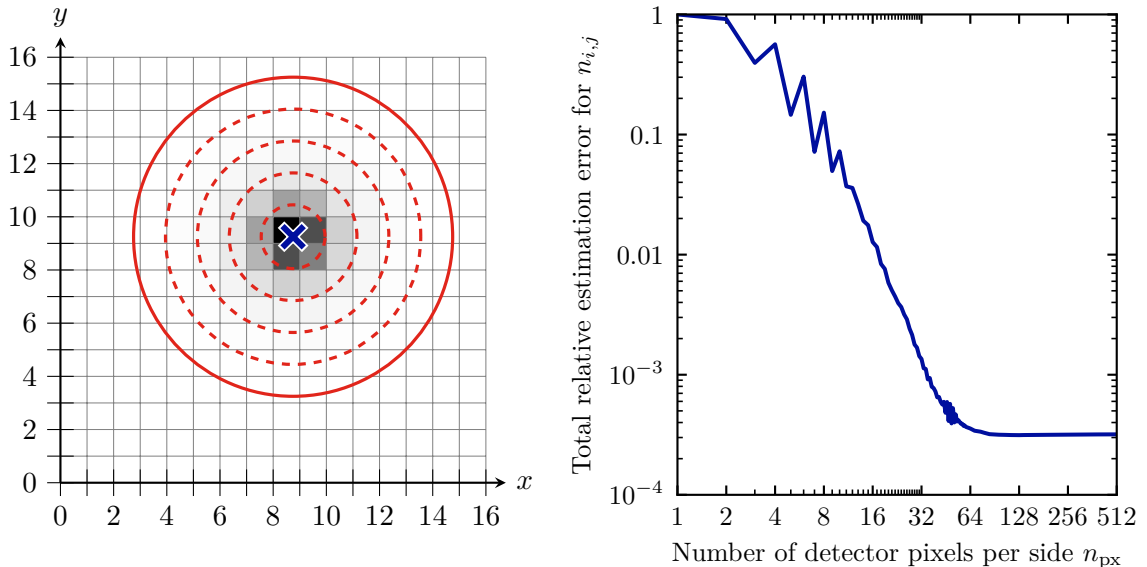 y
16
14
12
10
8
6
4
2
0
0 2 4 6 8 10 12 14 16
x
Total relative estimation error for n_{i,j}
1
0.1
0.01
10^{−3}
10^{−4}
1 2 4 8 16 32 64 128 256 512
Number of detector pixels per side n_{px}